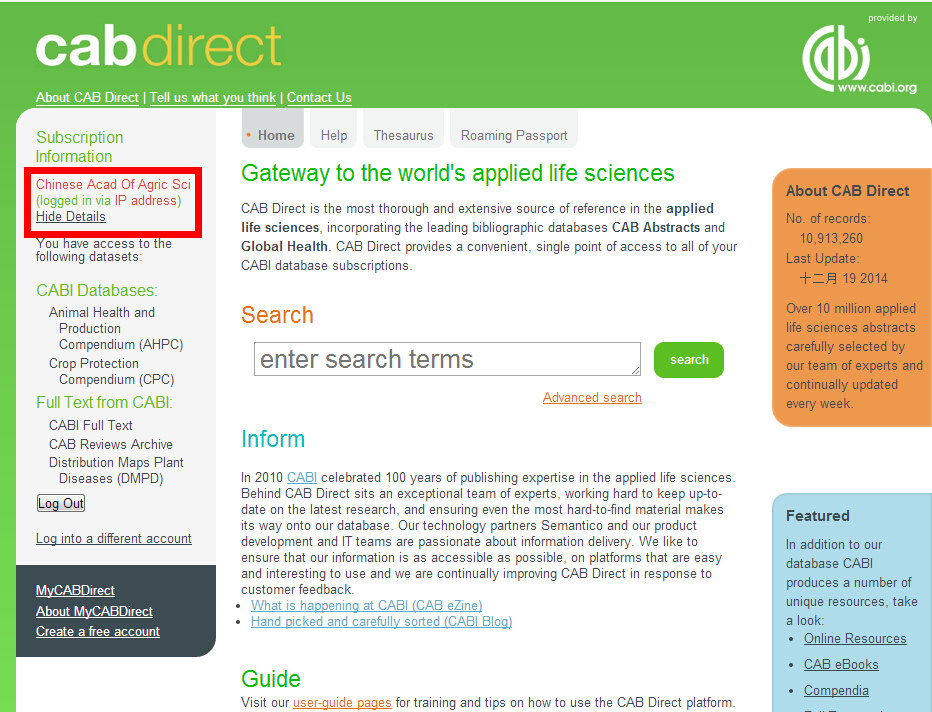 provided by
cabdirect
cabi
www.cabi.org
About CAB Direct | Tell us what you think | Contact Us
Subscription
Information
Chinese Acad Of Agric Sci
(logged in via IP address)
Hide Details
You have access to the
following datasets:
CABI Databases:
Animal Health and
Production
Compendium (AHPC)
Crop Protection
Compendium (CPC)
Full Text from CABI:
CABI Full Text
CAB Reviews Archive
Distribution Maps Plant
Diseases (DMPD)
Log Out
Log into a different account
MyCABDirect
About MyCABDirect
Create a free account
Home Help Thesaurus Roaming Passport
Gateway to the world's applied life sciences
CAB Direct is the most thorough and extensive source of reference in the applied
life sciences, incorporating the leading bibliographic databases CAB Abstracts and
Global Health. CAB Direct provides a convenient, single point of access to all of your
CABI database subscriptions.
Search
enter search terms
search
Advanced search
Inform
In 2010 CABI celebrated 100 years of publishing expertise in the applied life sciences.
Behind CAB Direct sits an exceptional team of experts, working hard to keep up-to-
date on the latest research, and ensuring even the most hard-to-find material makes
its way onto our database. Our technology partners Semantico and our product
development and IT teams are passionate about information delivery. We like to
ensure that our information is as accessible as possible, on platforms that are easy
and interesting to use and we are continually improving CAB Direct in response to
customer feedback.
• What is happening at CABI (CAB eZine)
• Hand picked and carefully sorted (CABI Blog)
Guide
Visit our user-guide pages for training and tips on how to use the CAB Direct platform.
About CAB Direct
No. of records:
10,913,260
Last Update:
十二月 19 2014
Over 10 million applied
life sciences abstracts
carefully selected by
our team of experts and
continually updated
every week.
Featured
In addition to our
database CABI
produces a number of
unique resources, take
a look:
• Online Resources
• CAB eBooks
• Compendia